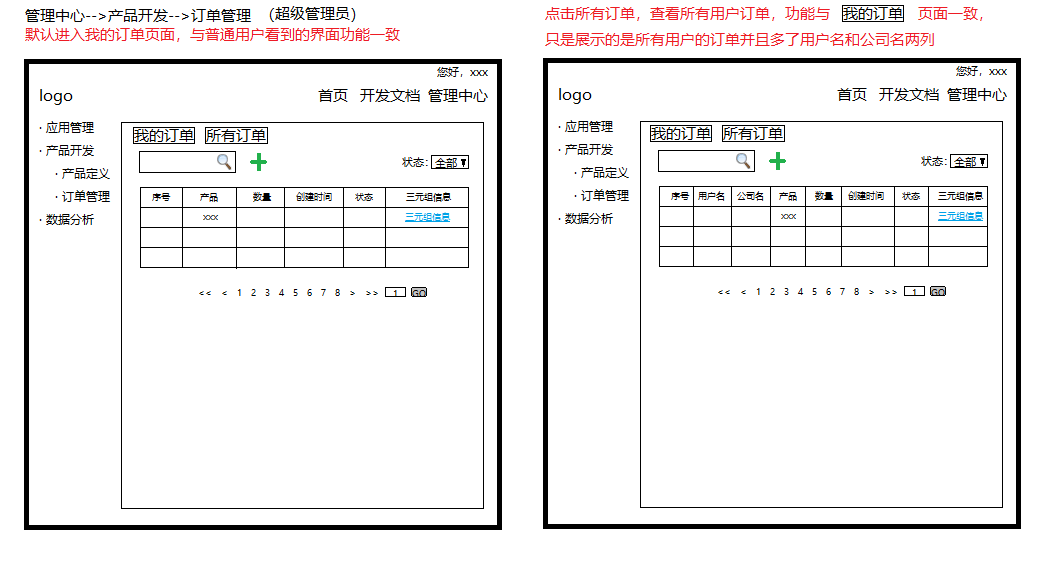 管理中心-->产品开发-->订单管理 （超级管理员）
默认进入我的订单页面，与普通用户看到的界面功能一致
您好，xxx
logo
首页 开发文档 管理中心
· 应用管理
· 产品开发
· 产品定义
· 订单管理
· 数据分析
我的订单 所有订单
状态: 全部
序号 产品 数量 创建时间 状态 三元组信息
xxx 三元组信息
<< < 1 2 3 4 5 6 7 8 > >> 1 GO
点击所有订单，查看所有用户订单，功能与 我的订单 页面一致，
只是展示的是所有用户的订单并且多了用户名和公司名两列
您好，xxx
logo
首页 开发文档 管理中心
· 应用管理
· 产品开发
· 产品定义
· 订单管理
· 数据分析
我的订单 所有订单
状态: 全部
序号 用户名 公司名 产品 数量 创建时间 状态 三元组信息
xxx 三元组信息
<< < 1 2 3 4 5 6 7 8 > >> 1 GO